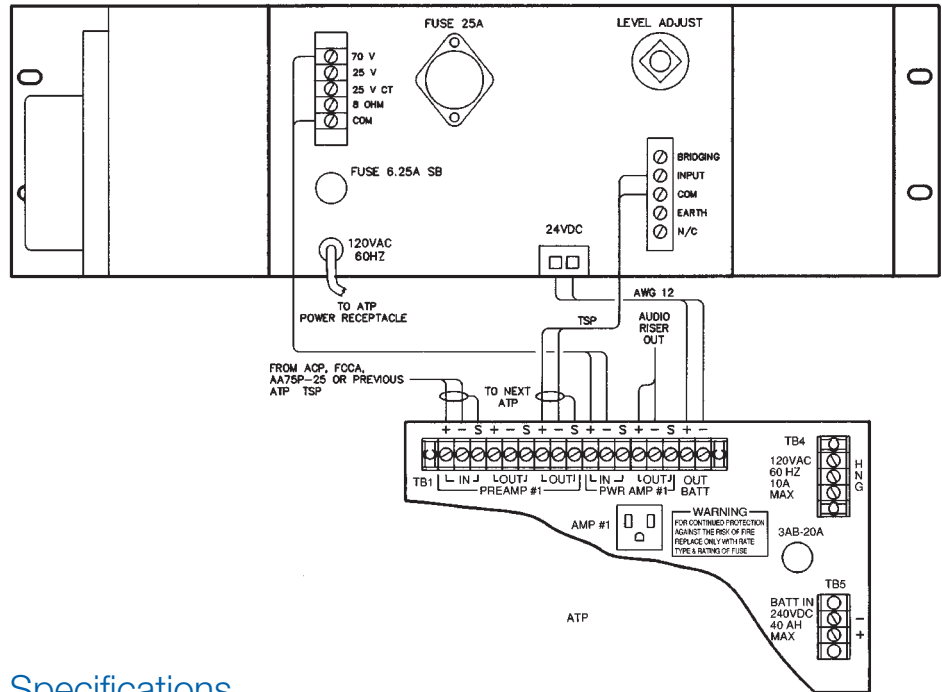 FUSE 25A
LEVEL ADJUST
70 V
25 V
25 V CT
8 OHM
COM
FUSE 6.25A SB
BRIDGING
INPUT
COM
EARTH
N/C
24VDC
120VAC
60HZ
TO ATP
POWER RECEPTACLE
AWG 12
TSP
AUDIO
RISER
OUT
FROM ACP, FCCA,
AA75P-25 OR PREVIOUS
ATP TSP
TO NEXT
ATP
+ − S + − S + − S + − S + − S + −
TB1
IN OUT OUT IN OUT OUT
PREAMP #1 PWR AMP #1 BATT
TB4
120VAC
60 HZ
10A
MAX
H
N
G
AMP #1
WARNING
FOR CONTINUED PROTECTION
AGAINST THE RISK OF FIRE
REPLACE ONLY WITH RATE
TYPE & RATING OF FUSE
3AB-20A
TB5
BATT IN
240VDC
40 AH
MAX
−
+
ATP
Specifications